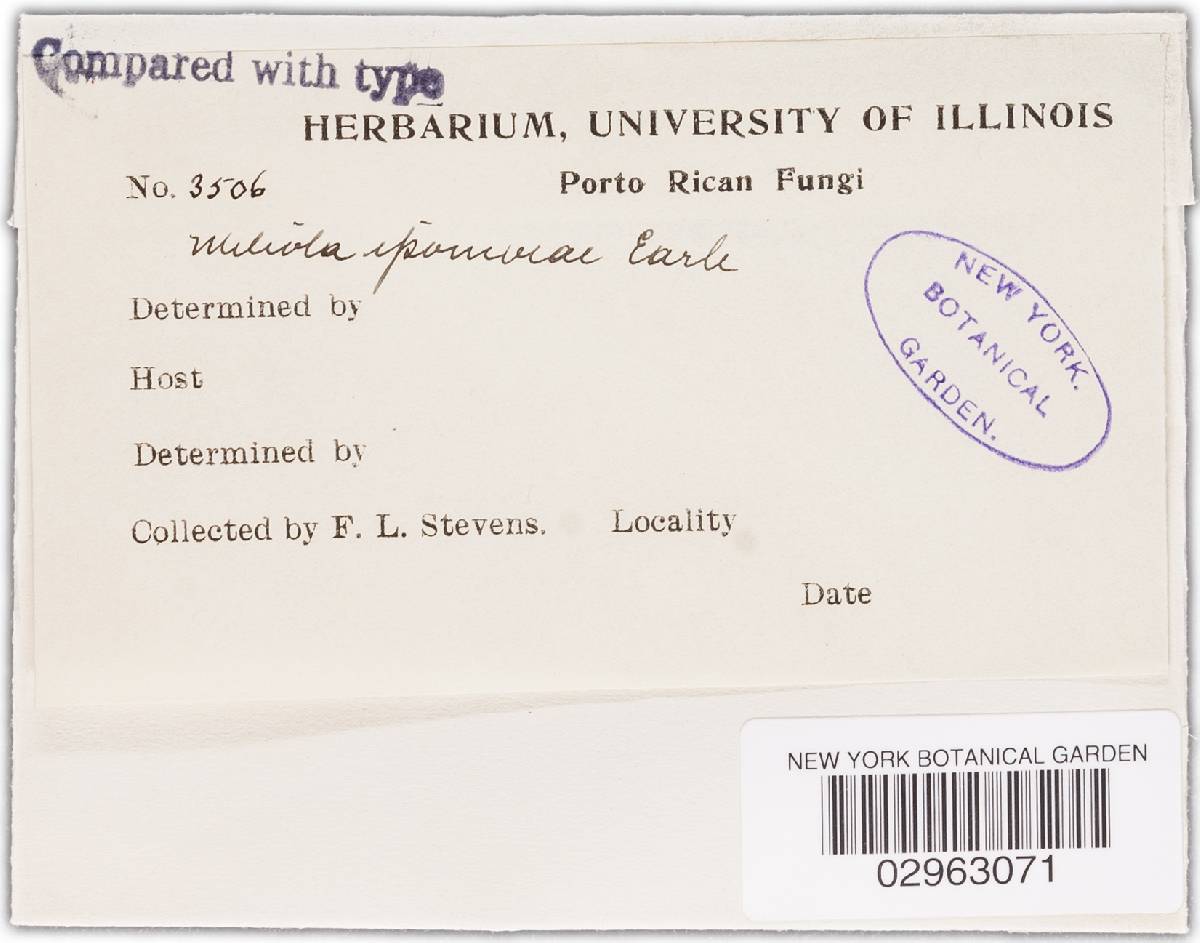 Compared with type
HERBARIUM, UNIVERSITY OF ILLINOIS
No. 3506
Porto Rican Fungi
Meliola ipomoeae Earle
Determined by
Host
Determined by
Collected by F. L. Stevens. Locality
Date
NEW YORK.
BOTANICAL
GARDEN.
NEW YORK BOTANICAL GARDEN
02963071